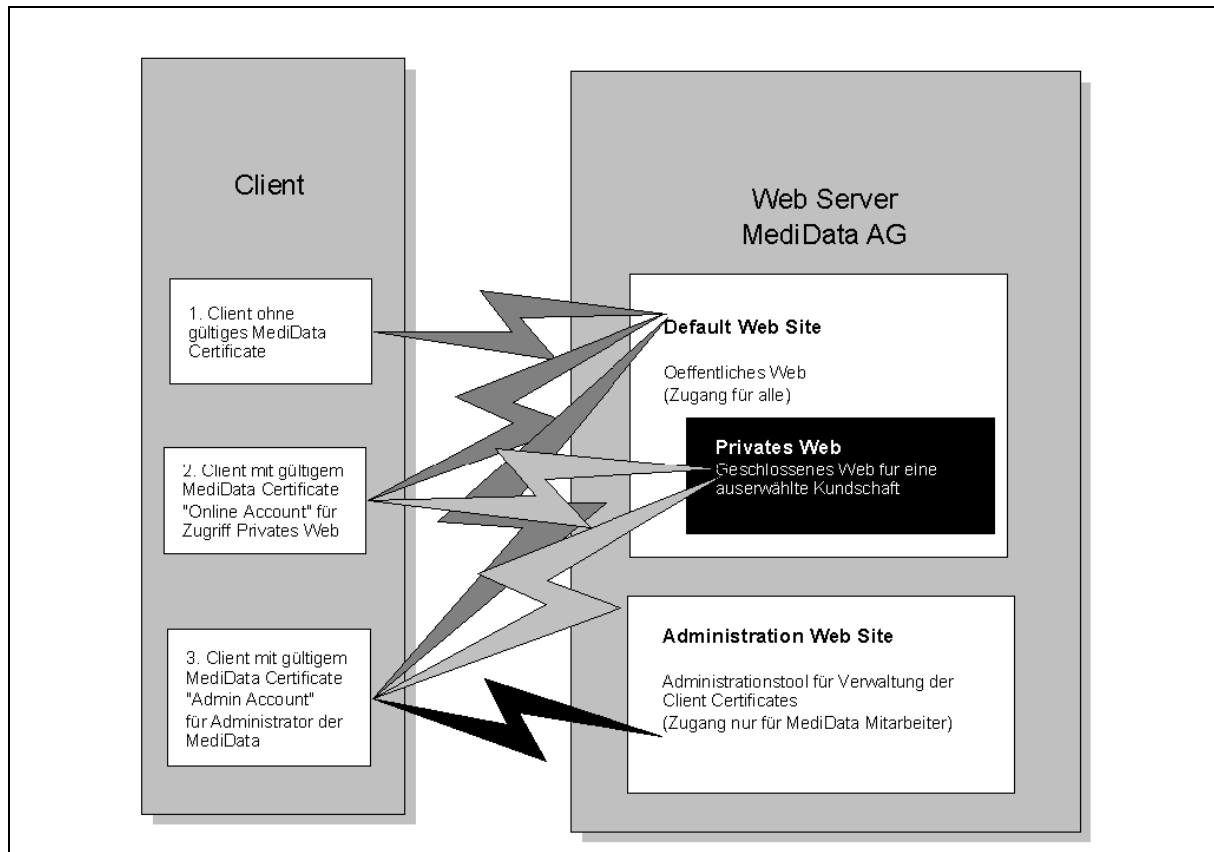 Client
1. Client ohne
gültiges MediData
Certificate
2. Client mit gültigem
MediData Certificate
"Online Account" für
Zugriff Privates Web
3. Client mit gültigem
MediData Certificate
"Admin Account"
für Administrator der
MediData
Web Server
MediData AG
Default Web Site
Oeffentliches Web
(Zugang für alle)
Privates Web
Geschlossenes Web fur eine
auserwählte Kundschaft
Administration Web Site
Administrationstool für Verwaltung der
Client Certificates
(Zugang nur für MediData Mitarbeiter)